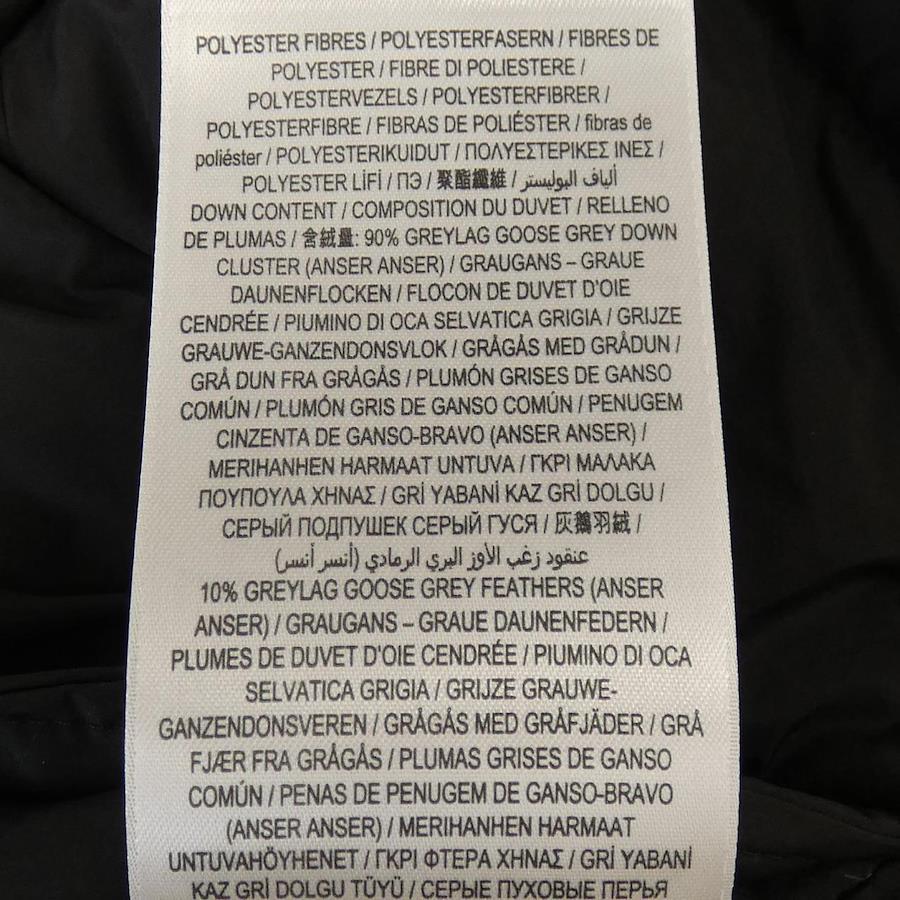 POLYESTER FIBRES / POLYESTERFASERN / FIBRES DE
POLYESTER / FIBRE DI POLIESTERE /
POLYESTERVEZELS / POLYESTERFIBRER /
POLYESTERFIBRE / FIBRAS DE POLIÉSTER / fibras de
poliéster / POLYESTERIKUIDUT / ΠΟΛΥΕΣΤΕΡΙΚΕΣ ΙΝΕΣ /
POLYESTER LİFİ / ПЭ / 聚酯纖維 / ألياف البوليستر
DOWN CONTENT / COMPOSITION DU DUVET / RELLENO
DE PLUMAS / 含絨量: 90% GREYLAG GOOSE GREY DOWN
CLUSTER (ANSER ANSER) / GRAUGANS – GRAUE
DAUNENFLOCKEN / FLOCON DE DUVET D'OIE
CENDRÉE / PIUMINO DI OCA SELVATICA GRIGIA / GRIJZE
GRAUWE-GANZENDONSVLOK / GRÅGÅS MED GRÅDUN /
GRÅ DUN FRA GRÅGÅS / PLUMÓN GRISES DE GANSO
COMÚN / PLUMÓN GRIS DE GANSO COMÚN / PENUGEM
CINZENTA DE GANSO-BRAVO (ANSER ANSER) /
MERIHANHEN HARMAAT UNTUVA / ΓΚΡΙ ΜΑΛΑΚΑ
ΠΟΥΠΟΥΛΑ ΧΗΝΑΣ / GRİ YABANİ KAZ GRİ DOLGU /
СЕРЫЙ ПОДПУШЕК СЕРЫЙ ГУСЯ / 灰鵝羽絨 /
عنقود زغب الأوز البري الرمادي (أنسر أنسر)
10% GREYLAG GOOSE GREY FEATHERS (ANSER
ANSER) / GRAUGANS – GRAUE DAUNENFEDERN /
PLUMES DE DUVET D'OIE CENDRÉE / PIUMINO DI OCA
SELVATICA GRIGIA / GRIJZE GRAUWE-
GANZENDONSVEREN / GRÅGÅS MED GRÅFJÄDER / GRÅ
FJÆR FRA GRÅGÅS / PLUMAS GRISES DE GANSO
COMÚN / PENAS DE PENUGEM DE GANSO-BRAVO
(ANSER ANSER) / MERIHANHEN HARMAAT
UNTUVAHÖYHENET / ΓΚΡΙ ΦΤΕΡΑ ΧΗΝΑΣ / GRİ YABANİ
KAZ GRİ DOLGU TÜYÜ / СЕРЫЕ ПУХОВЫЕ ПЕРЬЯ